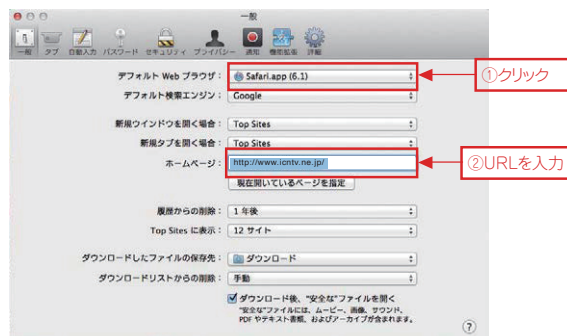 一般
一般 タブ 自動入力 パスワード セキュリティ プライバシー 通知 機能拡張 詳細
デフォルト Web ブラウザ： Safari.app (6.1)
①クリック
デフォルト検索エンジン： Google
新規ウインドウを開く場合： Top Sites
新規タブを開く場合： Top Sites
ホームページ： http://www.icntv.ne.jp/
②URLを入力
現在開いているページを指定
履歴からの削除： 1 年後
Top Sites に表示： 12 サイト
ダウンロードしたファイルの保存先： ダウンロード
ダウンロードリストからの削除： 手動
ダウンロード後、"安全な"ファイルを開く
"安全な"ファイルには、ムービー、画像、サウンド、
PDF やテキスト書類、およびアーカイブが含まれます。
?